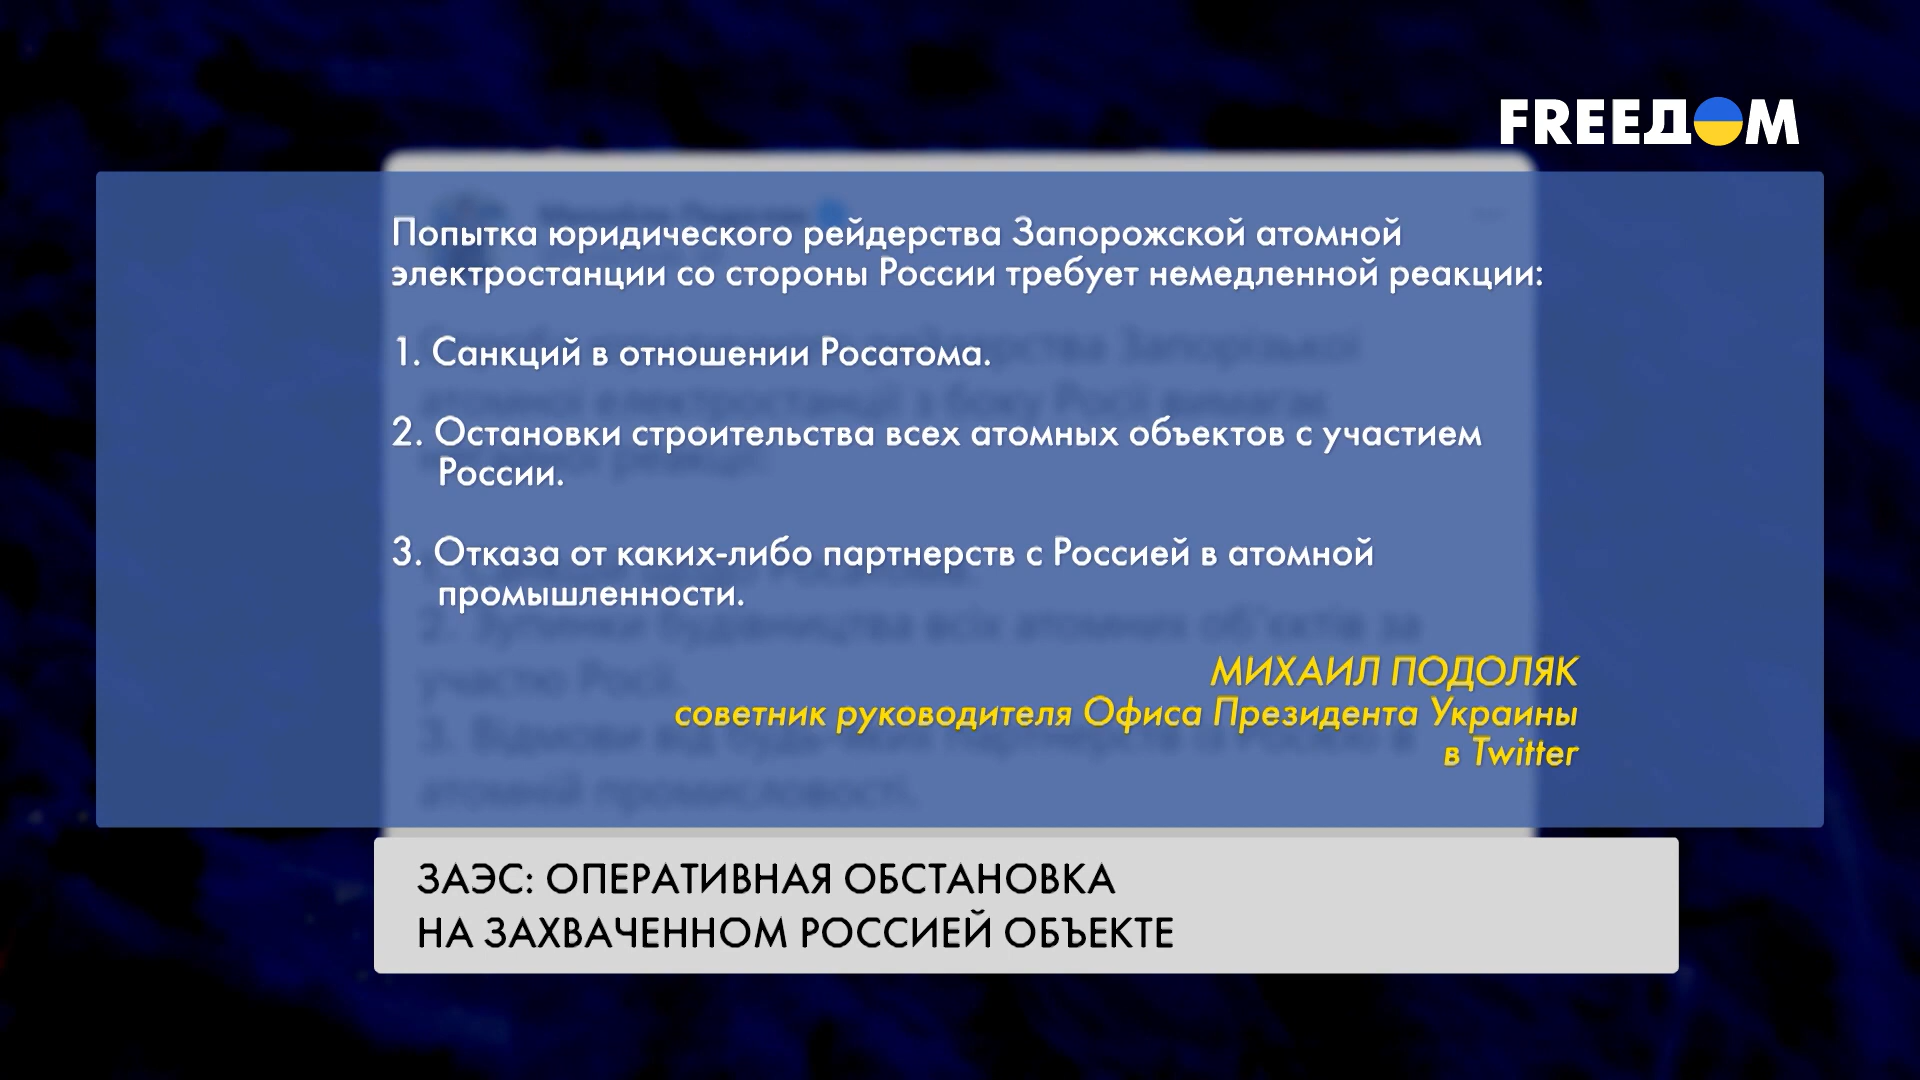 FREEДОМ
Попытка юридического рейдерства Запорожской атомной
электростанции со стороны России требует немедленной реакции:
1. Санкций в отношении Росатома.
2. Остановки строительства всех атомных объектов с участием
России.
3. Отказа от каких-либо партнерств с Россией в атомной
промышленности.
МИХАИЛ ПОДОЛЯК
советник руководителя Офиса Президента Украины
в Twitter
ЗАЭС: ОПЕРАТИВНАЯ ОБСТАНОВКА
НА ЗАХВАЧЕННОМ РОССИЕЙ ОБЪЕКТЕ